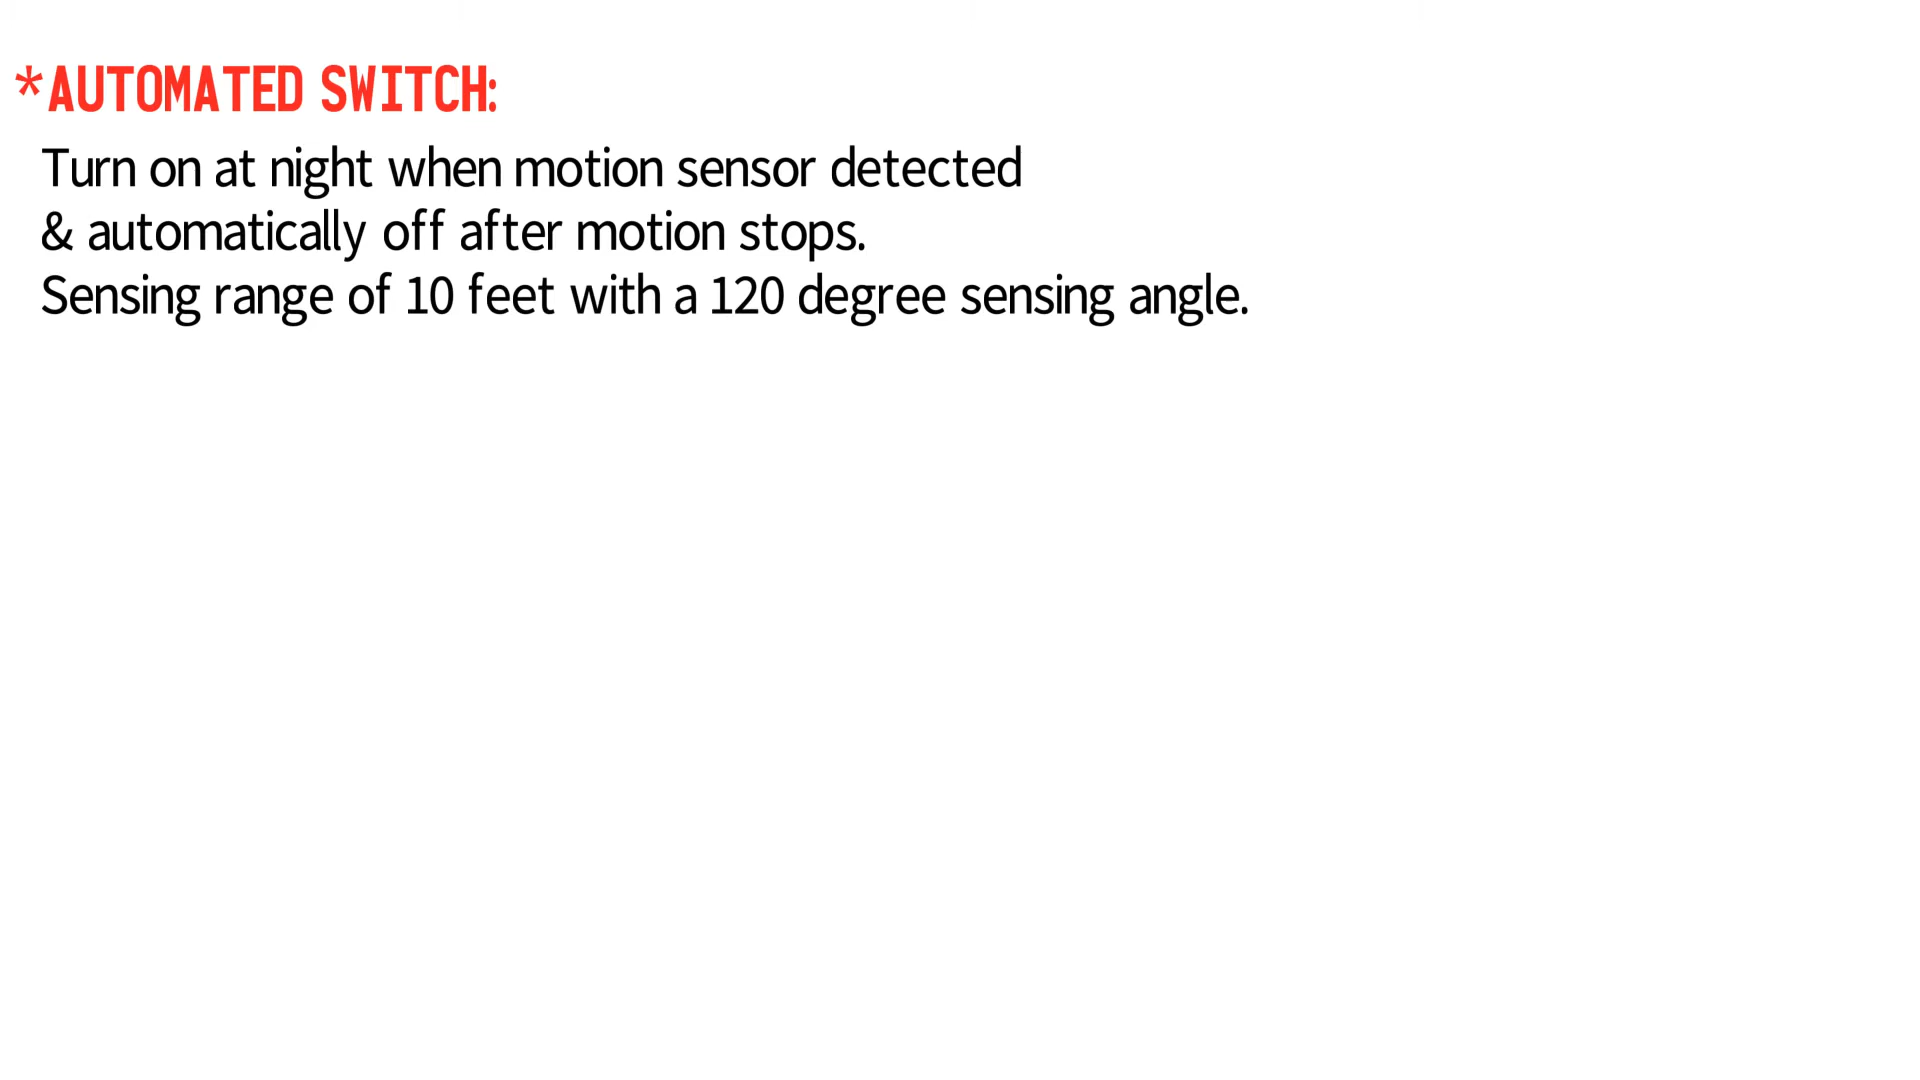 *AUTOMATED SWITCH:
Turn on at night when motion sensor detected
& automatically off after motion stops.
Sensing range of 10 feet with a 120 degree sensing angle.